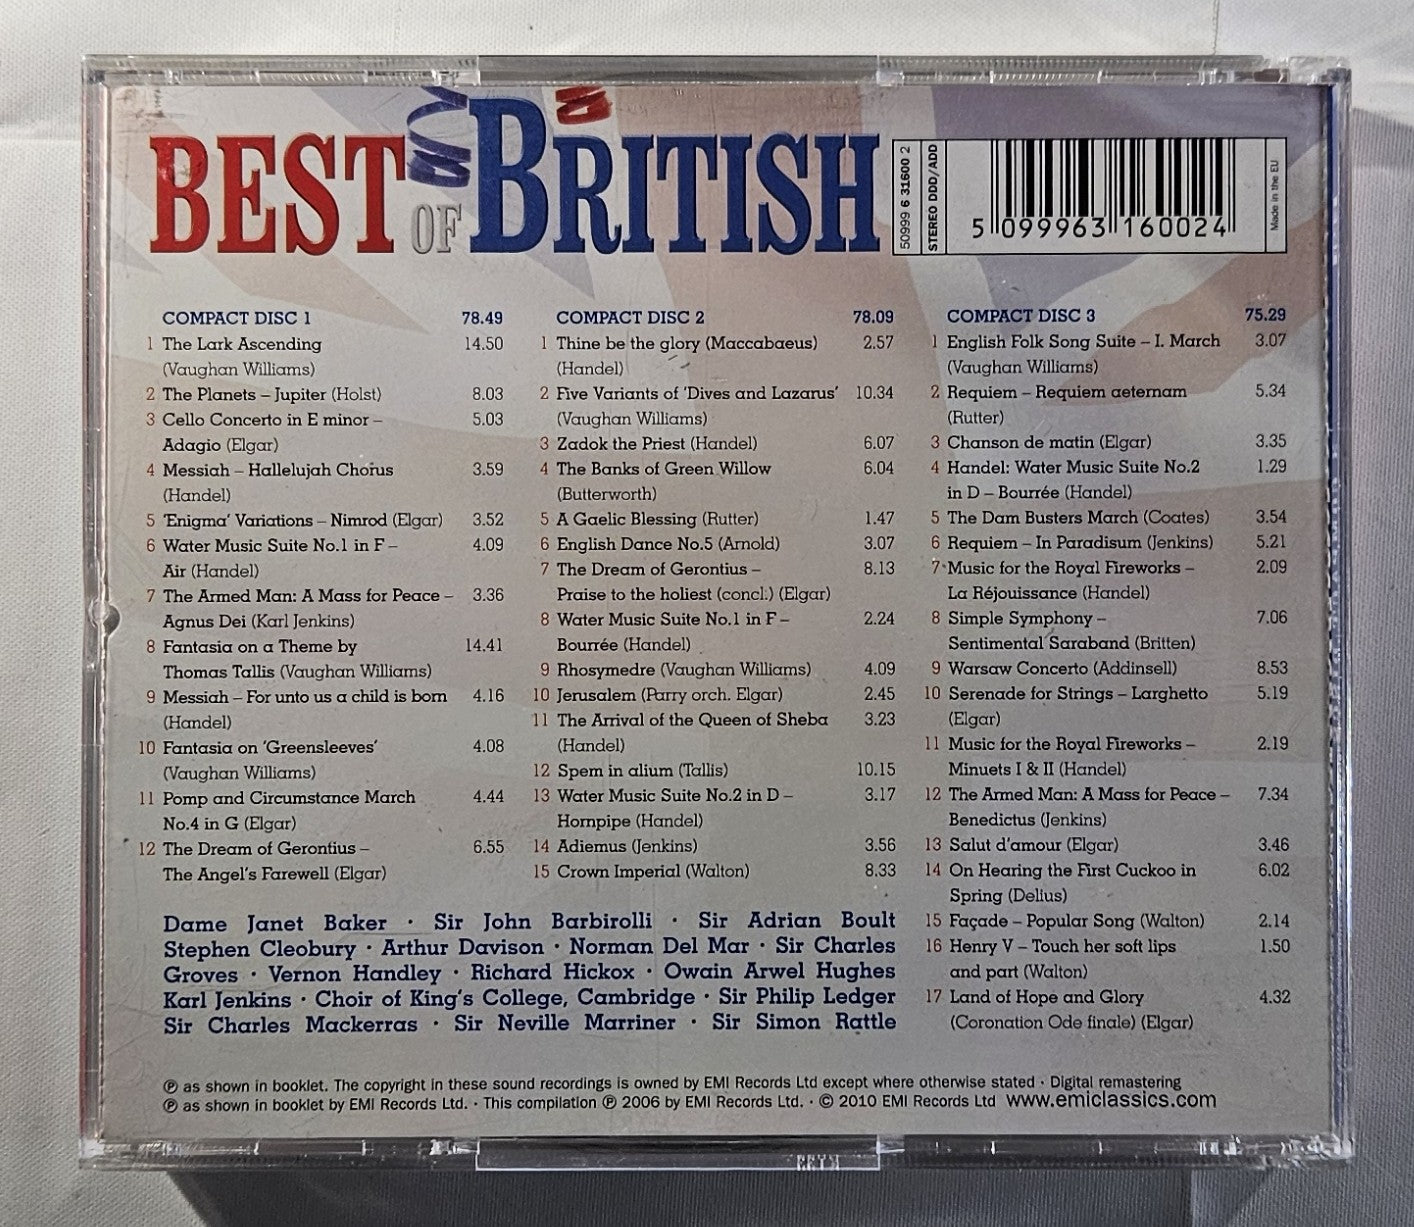 BEST OF BRITISH
50999 6 31600 2
STEREO DDD/ADD
5 099963 160024
Made in the EU
COMPACT DISC 1 78.49
1 The Lark Ascending 14.50
(Vaughan Williams)
2 The Planets – Jupiter (Holst) 8.03
3 Cello Concerto in E minor – 5.03
Adagio (Elgar)
4 Messiah – Hallelujah Chorus 3.59
(Handel)
5 'Enigma' Variations – Nimrod (Elgar) 3.52
6 Water Music Suite No.1 in F – 4.09
Air (Handel)
7 The Armed Man: A Mass for Peace – 3.36
Agnus Dei (Karl Jenkins)
8 Fantasia on a Theme by 14.41
Thomas Tallis (Vaughan Williams)
9 Messiah – For unto us a child is born 4.16
(Handel)
10 Fantasia on 'Greensleeves' 4.08
(Vaughan Williams)
11 Pomp and Circumstance March 4.44
No.4 in G (Elgar)
12 The Dream of Gerontius – 6.55
The Angel's Farewell (Elgar)
COMPACT DISC 2 78.09
1 Thine be the glory (Maccabaeus) 2.57
(Handel)
2 Five Variants of 'Dives and Lazarus' 10.34
(Vaughan Williams)
3 Zadok the Priest (Handel) 6.07
4 The Banks of Green Willow 6.04
(Butterworth)
5 A Gaelic Blessing (Rutter) 1.47
6 English Dance No.5 (Arnold) 3.07
7 The Dream of Gerontius – 8.13
Praise to the holiest (concl.) (Elgar)
8 Water Music Suite No.1 in F – 2.24
Bourrée (Handel)
9 Rhosymedre (Vaughan Williams) 4.09
10 Jerusalem (Parry orch. Elgar) 2.45
11 The Arrival of the Queen of Sheba 3.23
(Handel)
12 Spem in alium (Tallis) 10.15
13 Water Music Suite No.2 in D – 3.17
Hornpipe (Handel)
14 Adiemus (Jenkins) 3.56
15 Crown Imperial (Walton) 8.33
COMPACT DISC 3 75.29
1 English Folk Song Suite – I. March 3.07
(Vaughan Williams)
2 Requiem – Requiem aeternam 5.34
(Rutter)
3 Chanson de matin (Elgar) 3.35
4 Handel: Water Music Suite No.2 1.29
in D – Bourrée (Handel)
5 The Dam Busters March (Coates) 3.54
6 Requiem – In Paradisum (Jenkins) 5.21
7 Music for the Royal Fireworks – 2.09
La Réjouissance (Handel)
8 Simple Symphony – 7.06
Sentimental Saraband (Britten)
9 Warsaw Concerto (Addinsell) 8.53
10 Serenade for Strings – Larghetto 5.19
(Elgar)
11 Music for the Royal Fireworks – 2.19
Minuets I & II (Handel)
12 The Armed Man: A Mass for Peace – 7.34
Benedictus (Jenkins)
13 Salut d'amour (Elgar) 3.46
14 On Hearing the First Cuckoo in 6.02
Spring (Delius)
15 Façade – Popular Song (Walton) 2.14
16 Henry V – Touch her soft lips 1.50
and part (Walton)
17 Land of Hope and Glory 4.32
(Coronation Ode finale) (Elgar)
Dame Janet Baker · Sir John Barbirolli · Sir Adrian Boult
Stephen Cleobury · Arthur Davison · Norman Del Mar · Sir Charles
Groves · Vernon Handley · Richard Hickox · Owain Arwel Hughes
Karl Jenkins · Choir of King's College, Cambridge · Sir Philip Ledger
Sir Charles Mackerras · Sir Neville Marriner · Sir Simon Rattle
℗ as shown in booklet. The copyright in these sound recordings is owned by EMI Records Ltd except where otherwise stated · Digital remastering
℗ as shown in booklet by EMI Records Ltd. · This compilation ℗ 2006 by EMI Records Ltd. · © 2010 EMI Records Ltd www.emiclassics.com